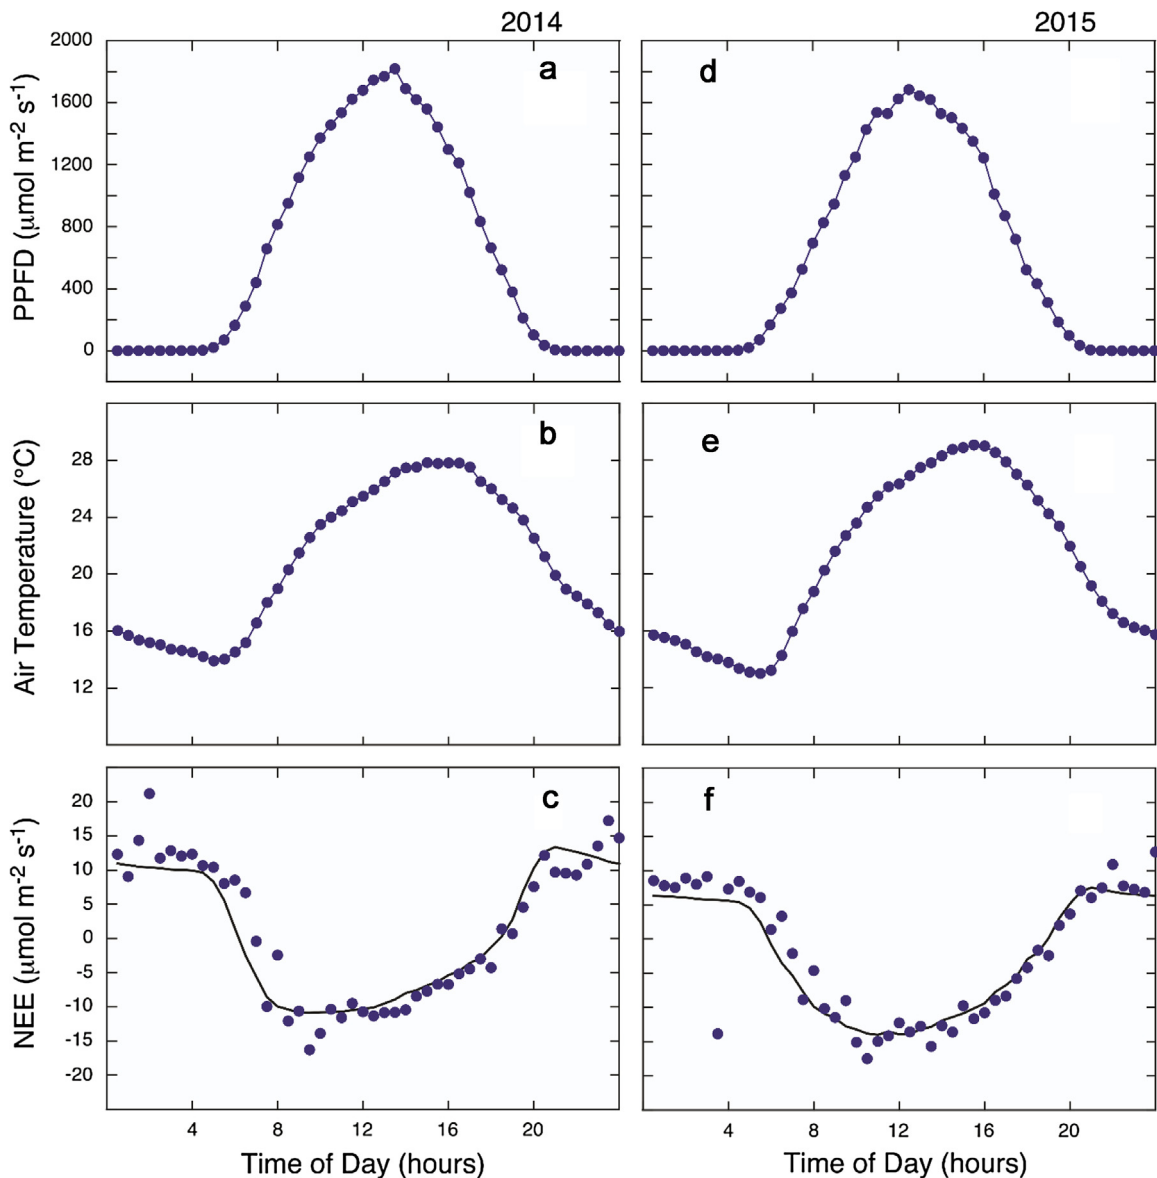 2014
2015
2000
1600
1200
800
400
0
PPFD (μmol m-2 s-1)
a
d
28
24
20
16
12
Air Temperature (°C)
b
e
20
15
10
5
0
-5
-10
-15
-20
NEE (μmol m-2 s-1)
c
f
4 8 12 16 20
4 8 12 16 20
Time of Day (hours)
Time of Day (hours)